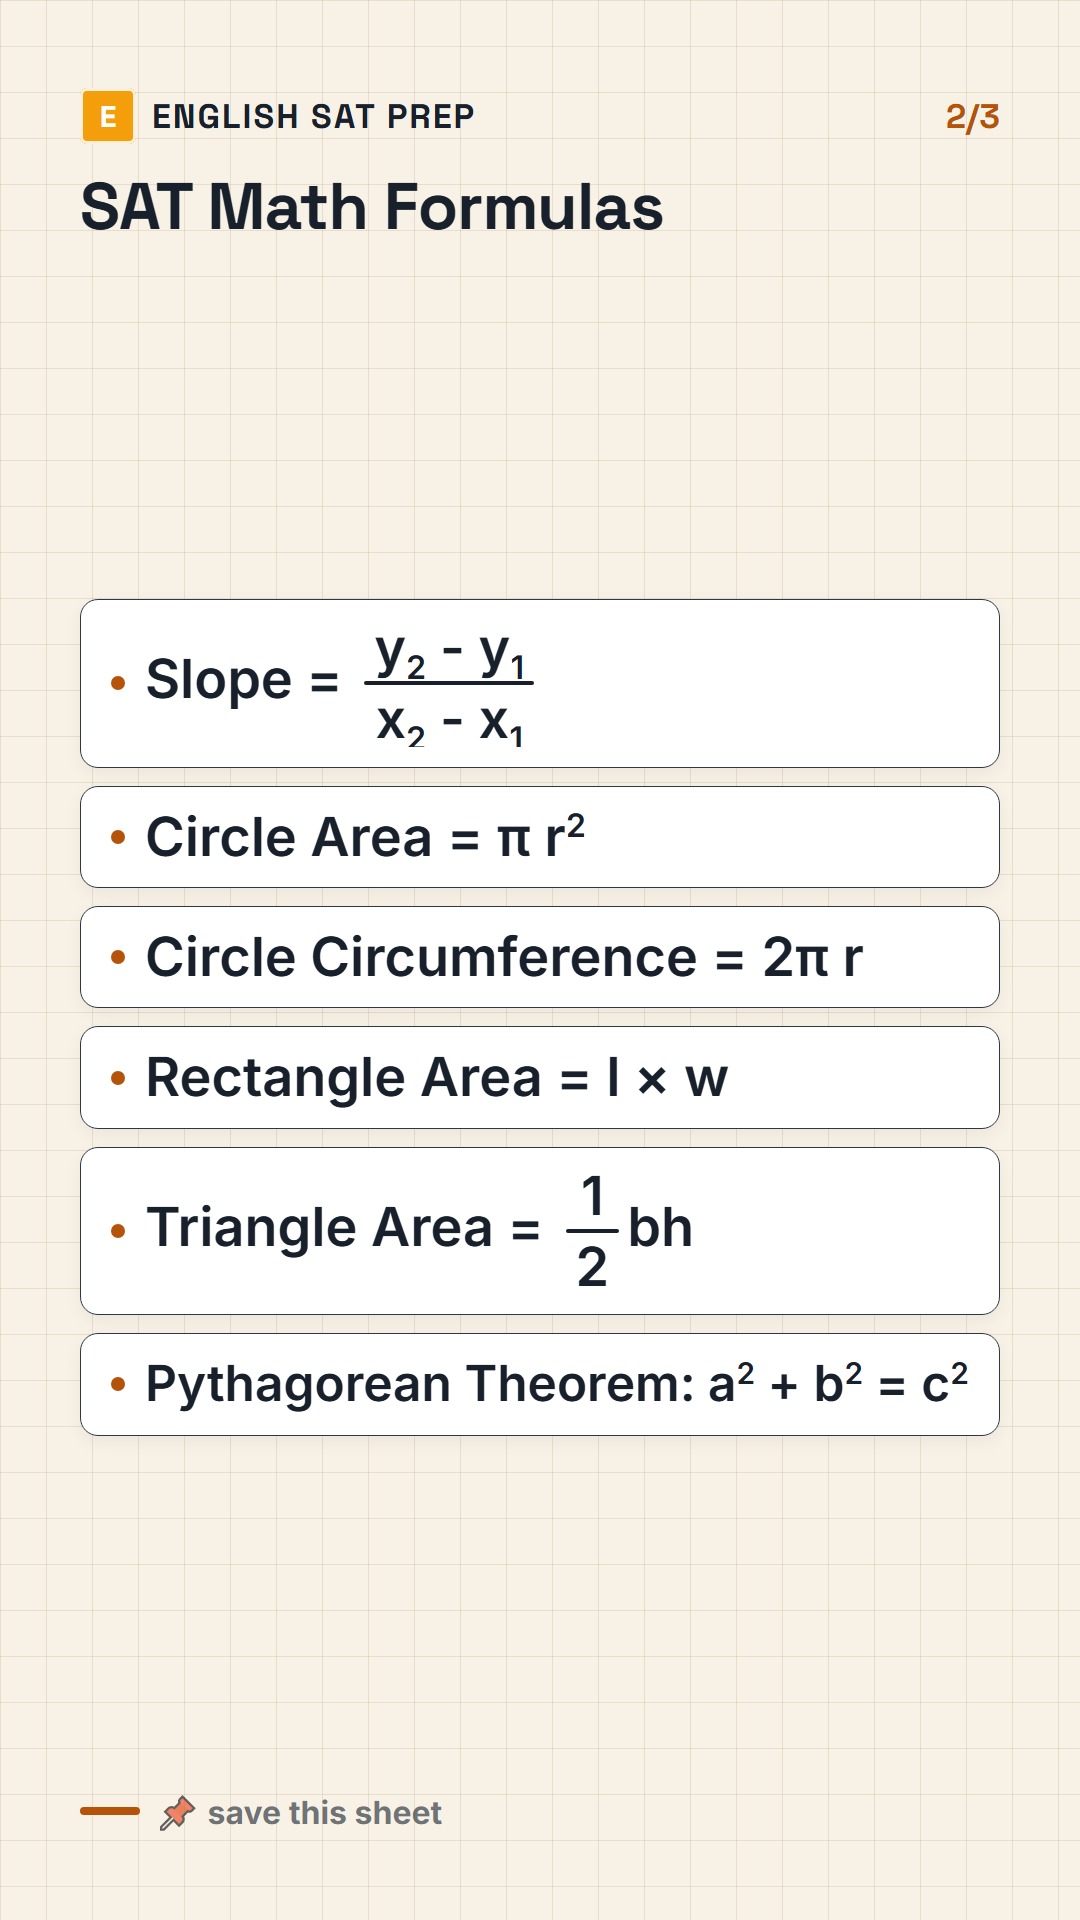 E ENGLISH SAT PREP 2/3
SAT Math Formulas
• Slope = (y₂ - y₁)/(x₂ - x₁)
• Circle Area = π r²
• Circle Circumference = 2π r
• Rectangle Area = l × w
• Triangle Area = 1/2 bh
• Pythagorean Theorem: a² + b² = c²
📌 save this sheet